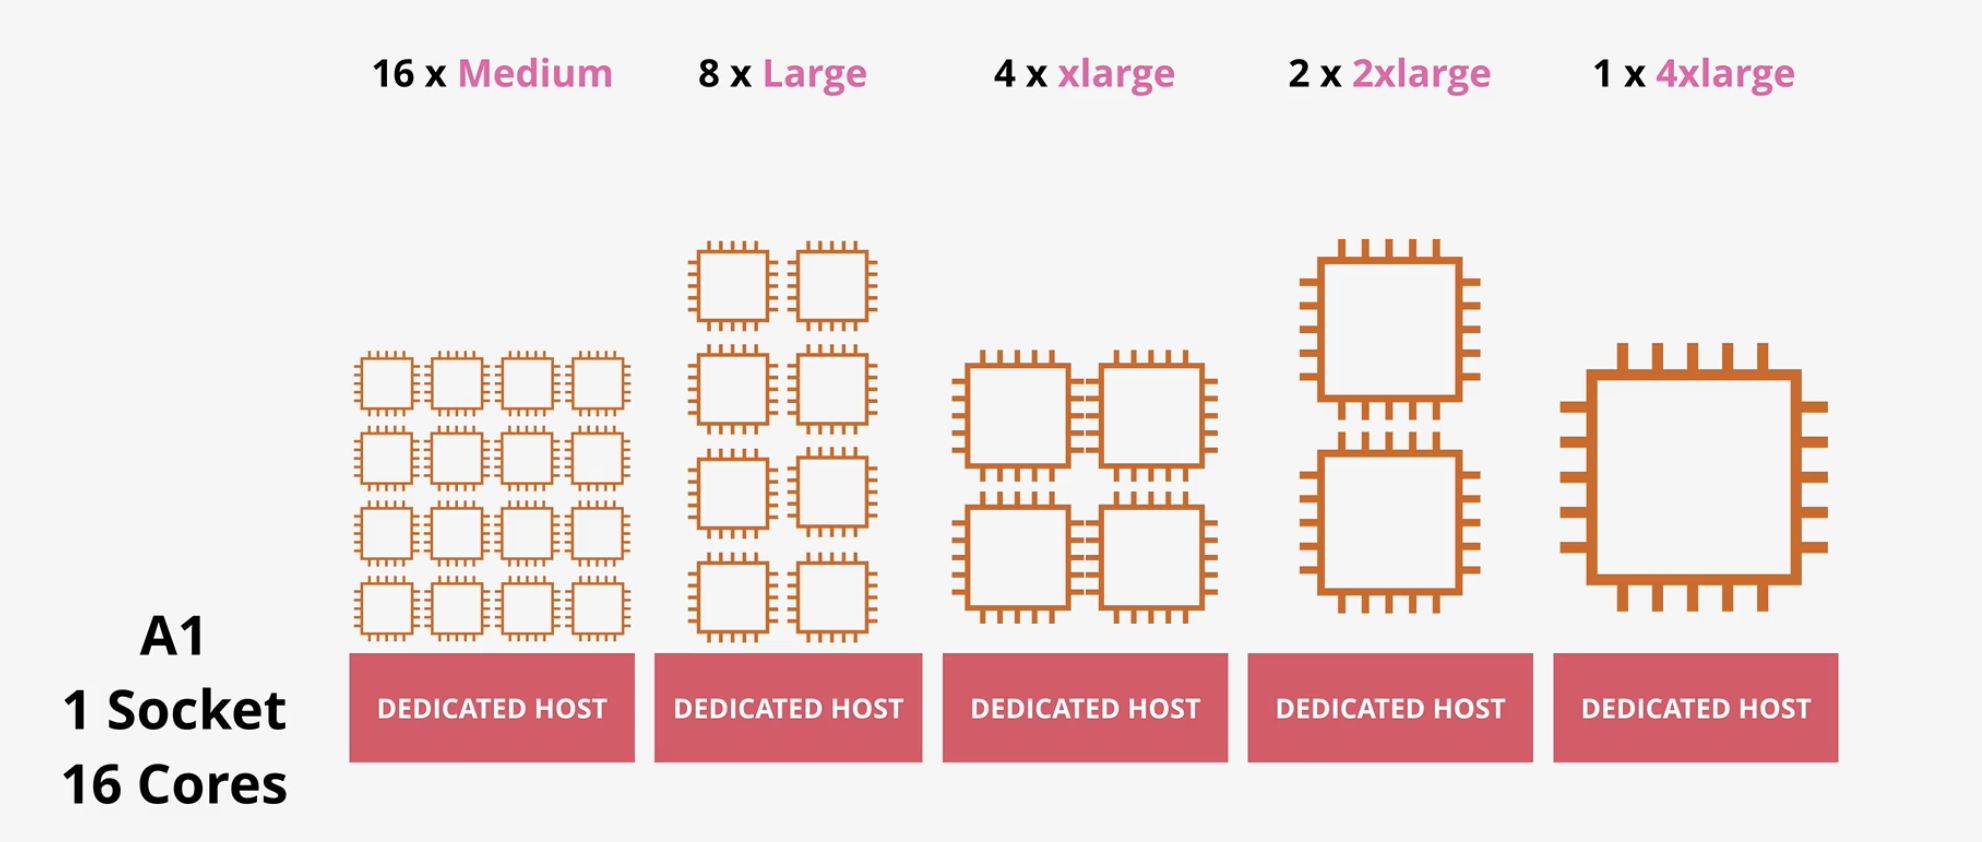 16 x Medium
8 x Large
4 x xlarge
2 x 2xlarge
1 x 4xlarge
A1
1 Socket
16 Cores
DEDICATED HOST
DEDICATED HOST
DEDICATED HOST
DEDICATED HOST
DEDICATED HOST